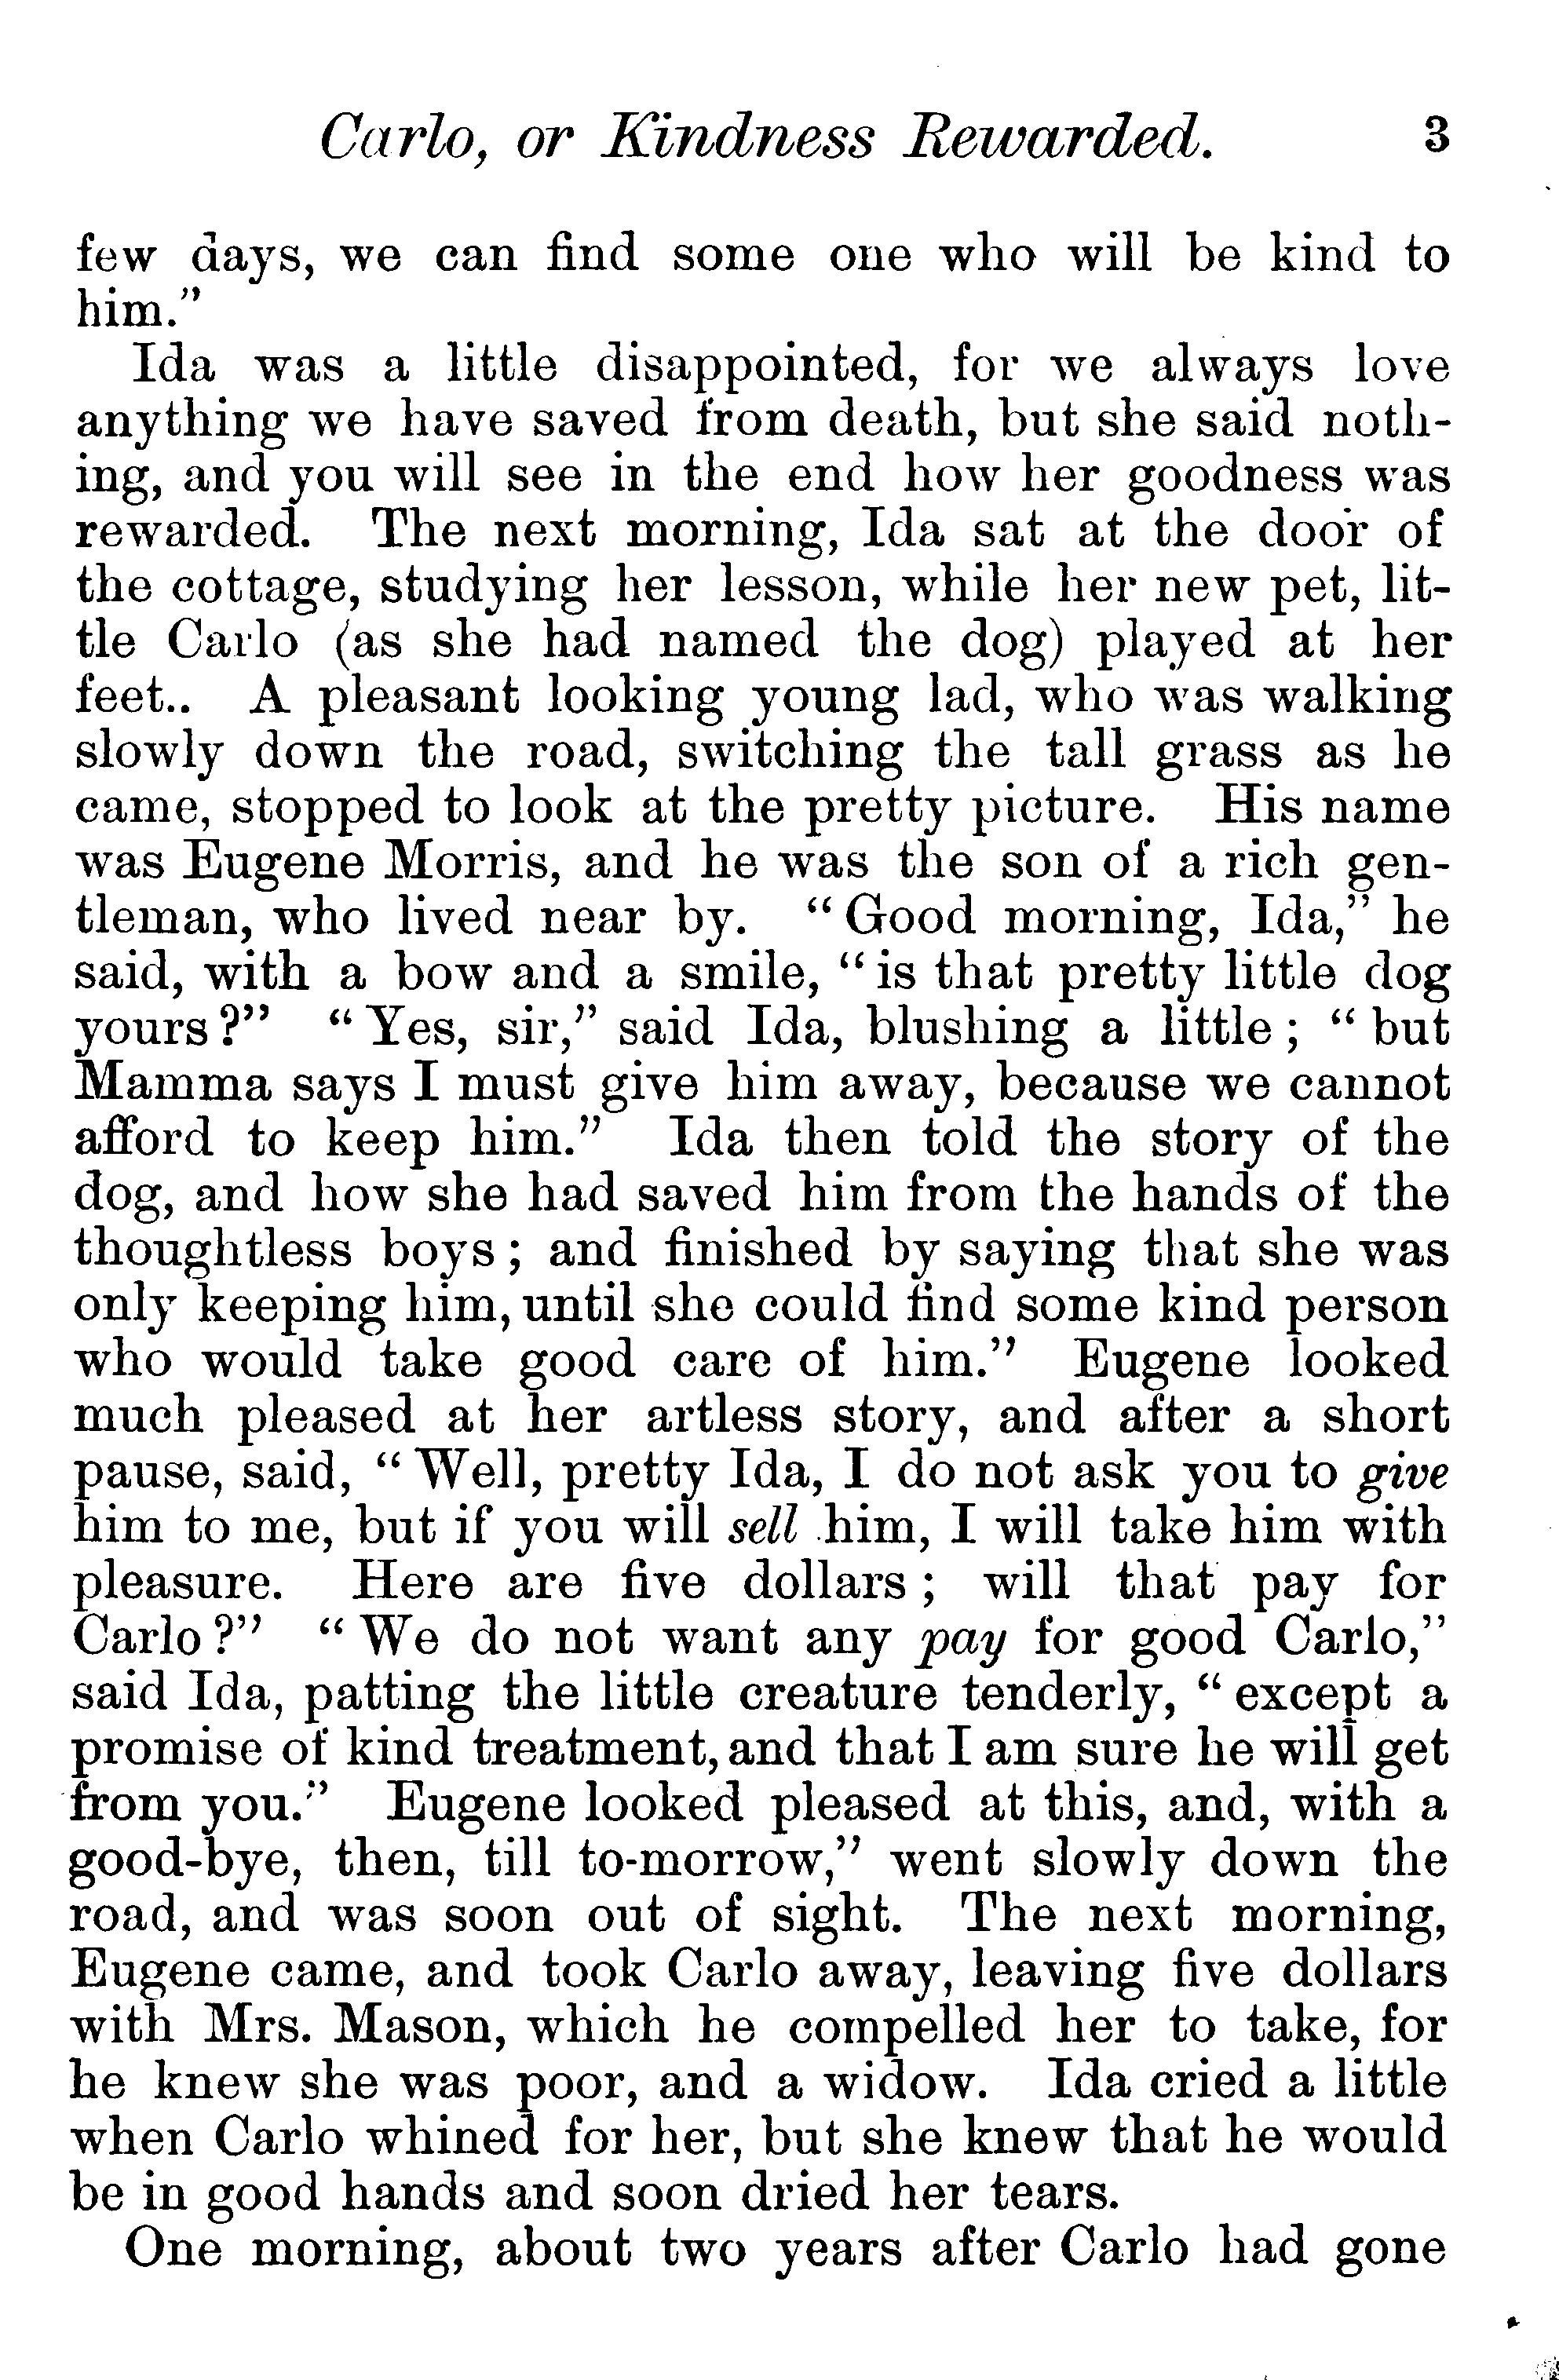 Carlo, or Kindness Rewarded. 3
few days, we can find some one who will be kind to
him."
Ida was a little disappointed, for we always love
anything we have saved from death, but she said noth-
ing, and you will see in the end how her goodness was
rewarded. The next morning, Ida sat at the door of
the cottage, studying her lesson, while her new pet, lit-
tle Carlo (as she had named the dog) played at her
feet.. A pleasant looking young lad, who was walking
slowly down the road, switching the tall grass as he
came, stopped to look at the pretty picture. His name
was Eugene Morris, and he was the son of a rich gen-
tleman, who lived near by. "Good morning, Ida," he
said, with a bow and a smile, "is that pretty little dog
yours?" "Yes, sir," said Ida, blushing a little; "but
Mamma says I must give him away, because we cannot
afford to keep him." Ida then told the story of the
dog, and how she had saved him from the hands of the
thoughtless boys; and finished by saying that she was
only keeping him, until she could find some kind person
who would take good care of him." Eugene looked
much pleased at her artless story, and after a short
pause, said, "Well, pretty Ida, I do not ask you to give
him to me, but if you will sell him, I will take him with
pleasure. Here are five dollars; will that pay for
Carlo?" "We do not want any pay for good Carlo,"
said Ida, patting the little creature tenderly, "except a
promise of kind treatment, and that I am sure he will get
from you." Eugene looked pleased at this, and, with a
good-bye, then, till to-morrow," went slowly down the
road, and was soon out of sight. The next morning,
Eugene came, and took Carlo away, leaving five dollars
with Mrs. Mason, which he compelled her to take, for
he knew she was poor, and a widow. Ida cried a little
when Carlo whined for her, but she knew that he would
be in good hands and soon dried her tears.
One morning, about two years after Carlo had gone